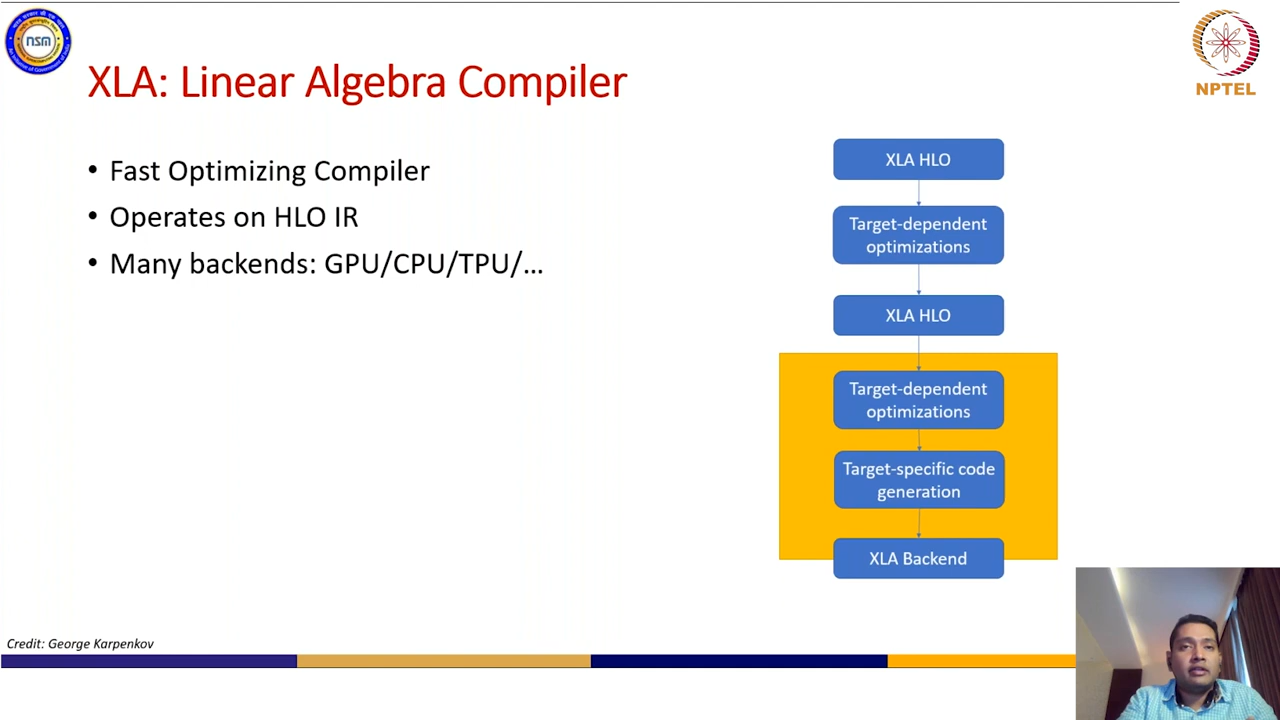 nsm
NPTEL
XLA: Linear Algebra Compiler
• Fast Optimizing Compiler
• Operates on HLO IR
• Many backends: GPU/CPU/TPU/...
XLA HLO
Target-dependent
optimizations
XLA HLO
Target-dependent
optimizations
Target-specific code
generation
XLA Backend
Credit: George Karpenkov